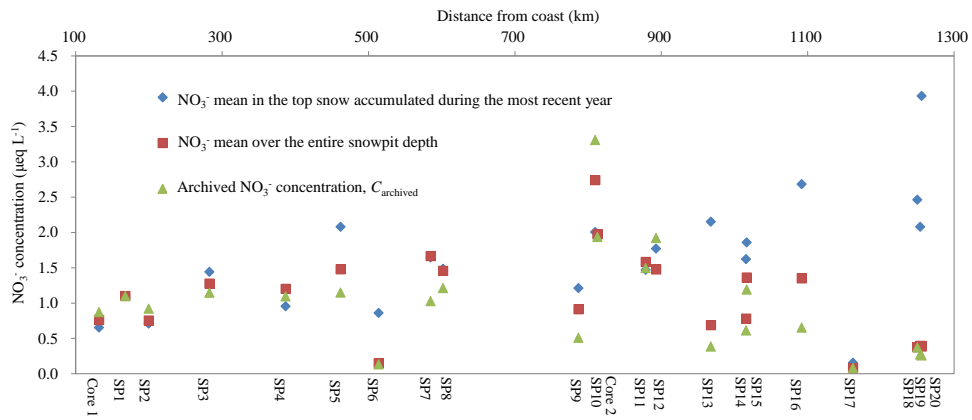 Distance from coast (km)
100 300 500 700 900 1100 1300
NO₃⁻ concentration (µeq L⁻¹)
4.5
4.0
3.5
3.0
2.5
2.0
1.5
1.0
0.5
0.0
NO₃⁻ mean in the top snow accumulated during the most recent year
NO₃⁻ mean over the entire snowpit depth
Archived NO₃⁻ concentration, C_archived
Core 1
SP1
SP2
SP3
SP4
SP5
SP6
SP7
SP8
SP9
SP10
Core 2
SP11
SP12
SP13
SP14
SP15
SP16
SP17
SP18
SP19
SP20